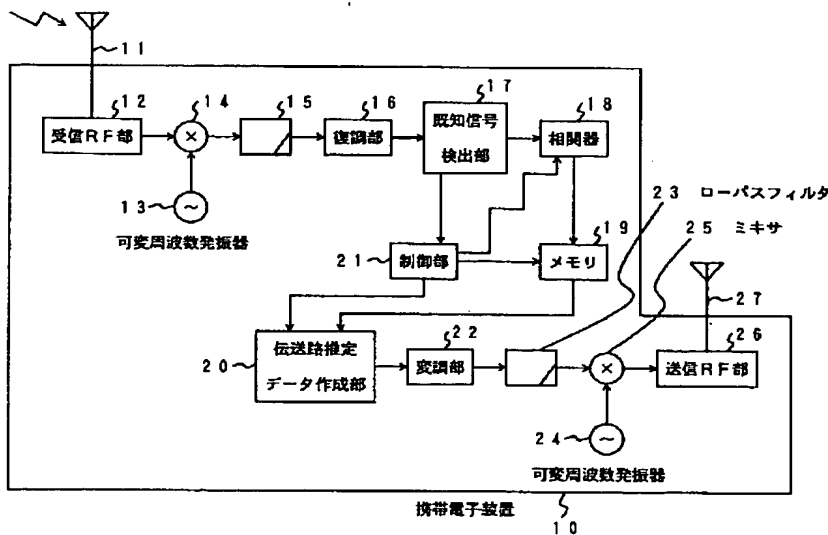 11
12
受信RF部
14
×
15
16
復調部
17
既知信号
検出部
18
相関器
13
~
可変周波数発振器
21
制御部
19
メモリ
23 ローパスフィルタ
25 ミキサ
20
伝送路推定
データ作成部
22
変調部
×
27
26
送信RF部
24
~
可変周波数発振器
携帯電子装置
10